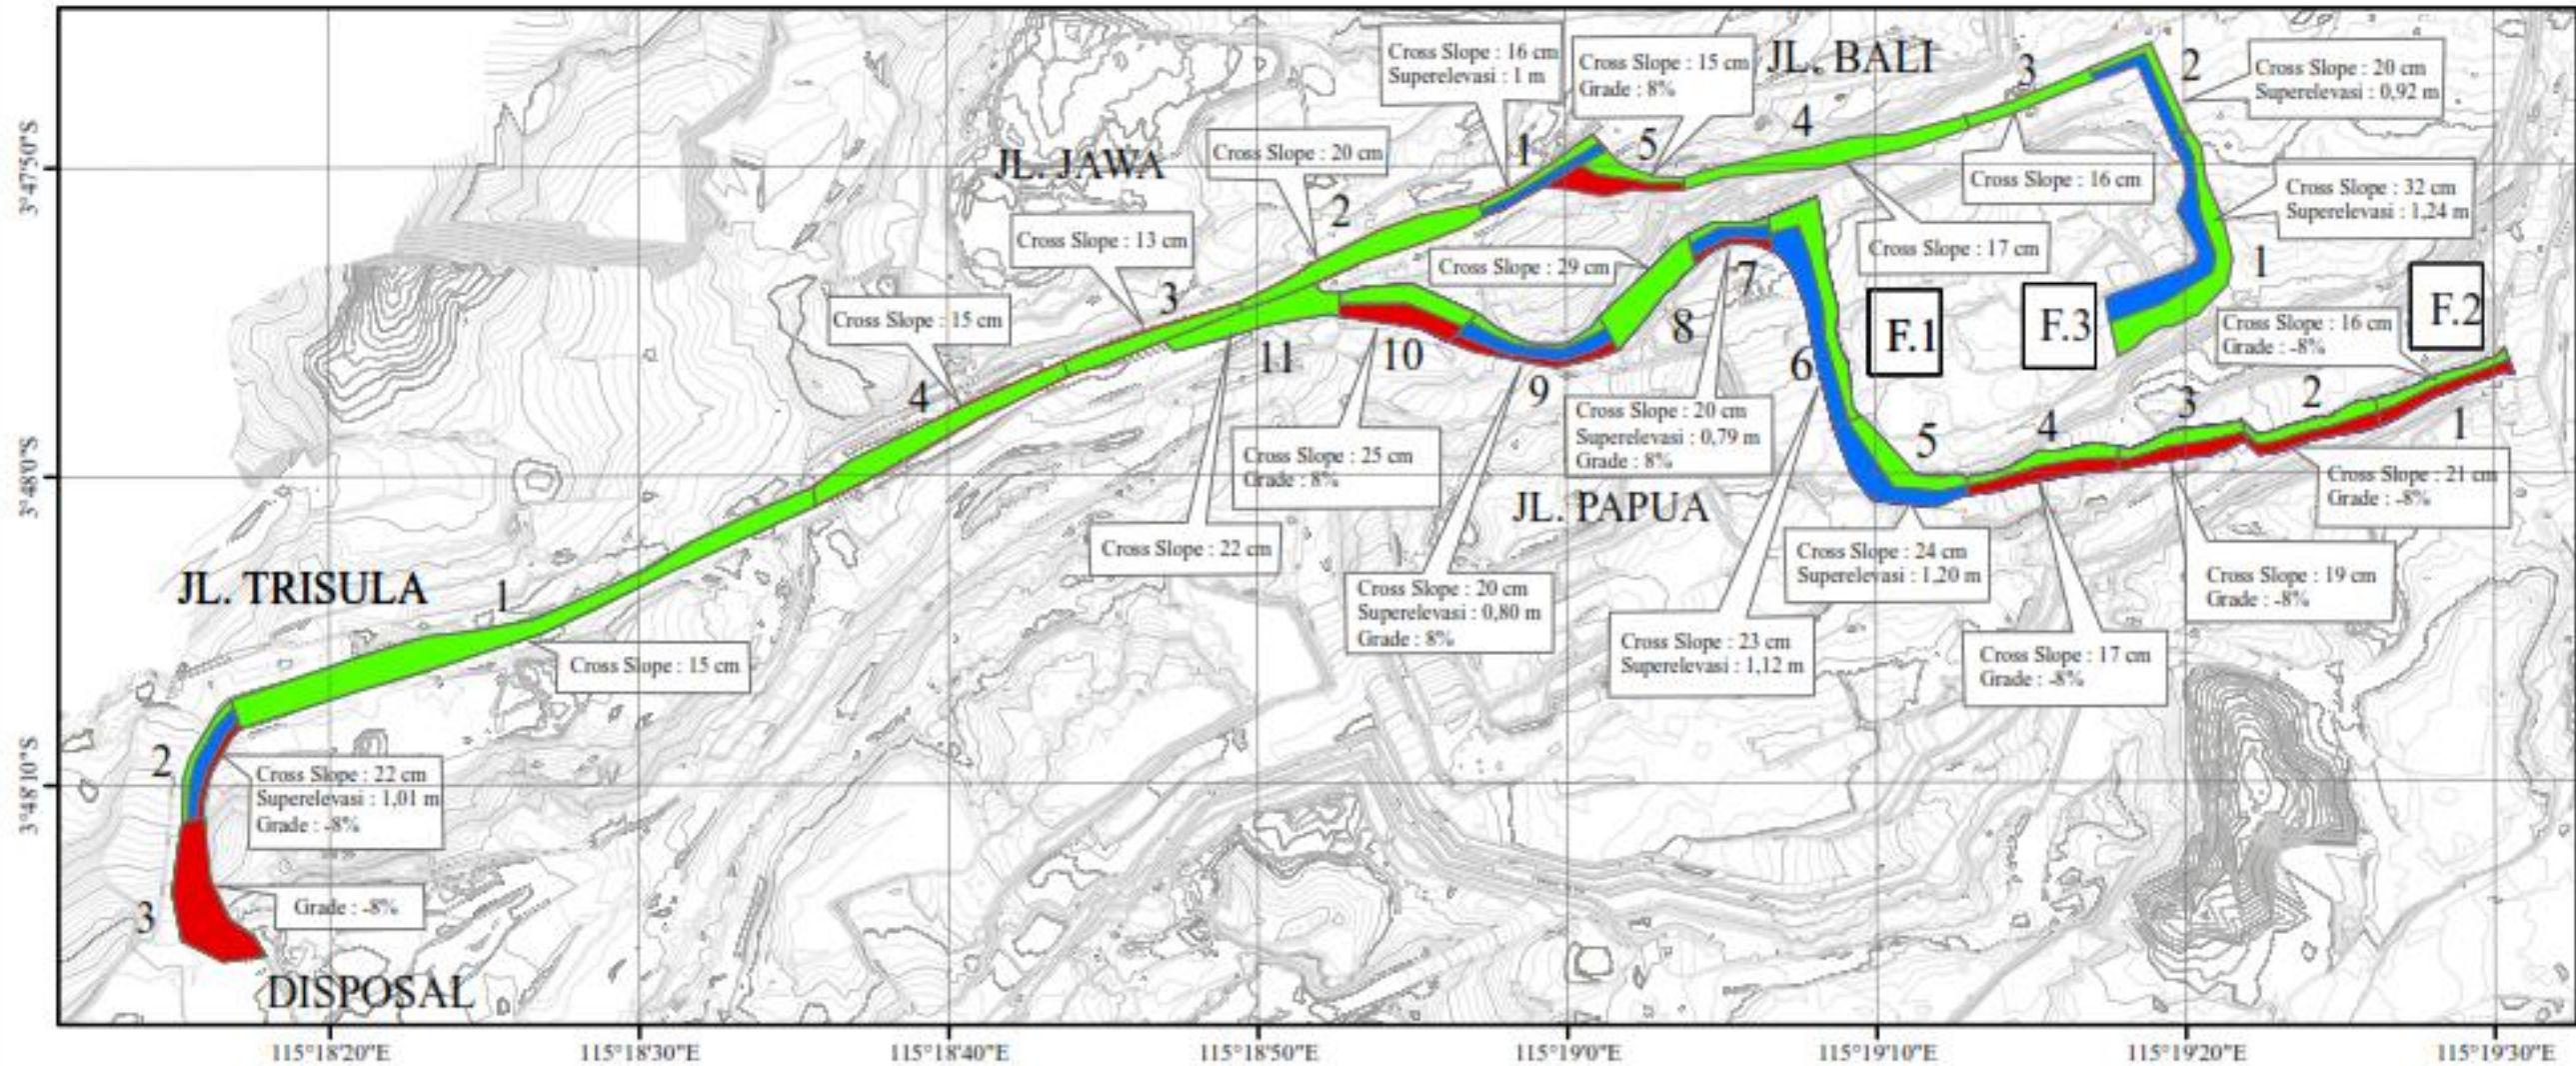 Cross Slope : 16 cm
Superelevasi : 1 m
Cross Slope : 15 cm
Grade : 8%
JL. BALI
3
2
Cross Slope : 20 cm
Superelevasi : 0,92 m
4
1
5
Cross Slope : 20 cm
JL. JAWA
3°47'50"S
Cross Slope : 16 cm
Cross Slope : 32 cm
Superelevasi : 1,24 m
2
Cross Slope : 13 cm
Cross Slope : 29 cm
Cross Slope : 17 cm
7
1
3
Cross Slope : 15 cm
8
F.1
F.3
F.2
Cross Slope : 16 cm
Grade : -8%
11
10
9
6
4
Cross Slope : 20 cm
Superelevasi : 0,79 m
Grade : 8%
5
4
3
2
1
Cross Slope : 25 cm
Grade : 8%
3°48'0"S
JL. PAPUA
Cross Slope : 21 cm
Grade : -8%
Cross Slope : 22 cm
Cross Slope : 24 cm
Superelevasi : 1,20 m
Cross Slope : 19 cm
Grade : -8%
JL. TRISULA
1
Cross Slope : 20 cm
Superelevasi : 0,80 m
Grade : 8%
Cross Slope : 23 cm
Superelevasi : 1,12 m
Cross Slope : 17 cm
Grade : -8%
Cross Slope : 15 cm
2
Cross Slope : 22 cm
Superelevasi : 1,01 m
Grade : -8%
3°48'10"S
3
Grade : -8%
DISPOSAL
115°18'20"E
115°18'30"E
115°18'40"E
115°18'50"E
115°19'0"E
115°19'10"E
115°19'20"E
115°19'30"E